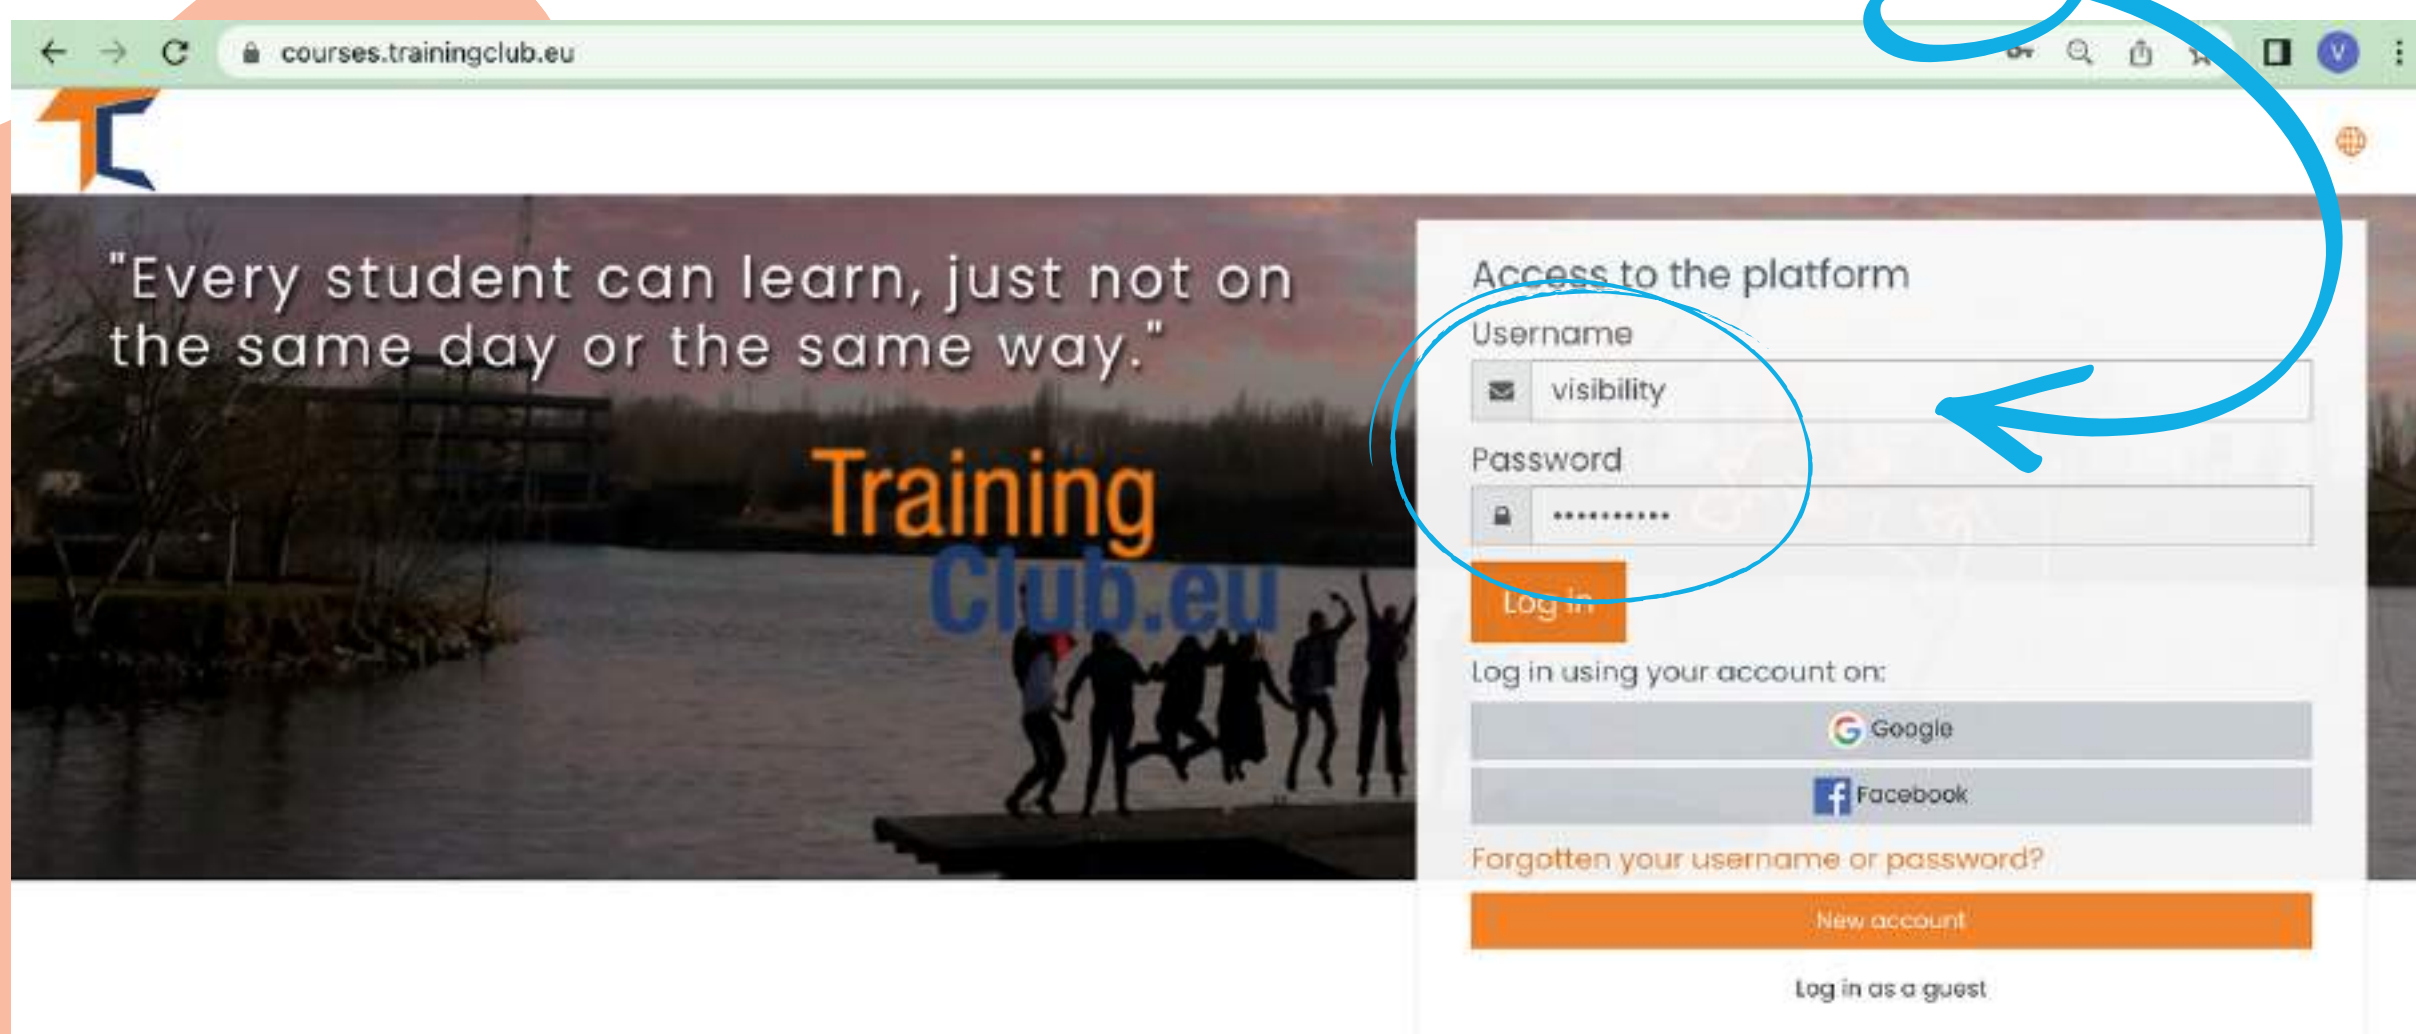 courses.trainingclub.eu
V
TC
"Every student can learn, just not on
the same day or the same way."
Training
Club.eu
Access to the platform
Username
visibility
Password
••••••••••
Log in
Log in using your account on:
Google
Facebook
Forgotten your username or password?
New account
Log in as a guest